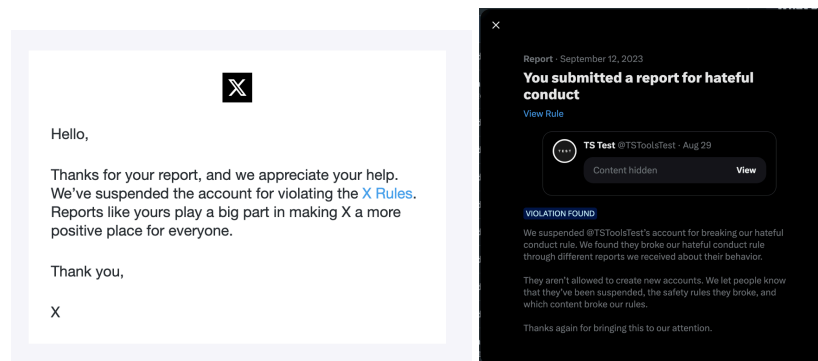 X
Hello,
Thanks for your report, and we appreciate your help.
We've suspended the account for violating the X Rules.
Reports like yours play a big part in making X a more
positive place for everyone.
Thank you,
X
Report · September 12, 2023
You submitted a report for hateful
conduct
View Rule
TEST
TS Test @TSToolsTest · Aug 29
Content hidden
View
VIOLATION FOUND
We suspended @TSToolsTest's account for breaking our hateful
conduct rule. We found they broke our hateful conduct rule
through different reports we received about their behavior.
They aren't allowed to create new accounts. We let people know
that they've been suspended, the safety rules they broke, and
which content broke our rules.
Thanks again for bringing this to our attention.